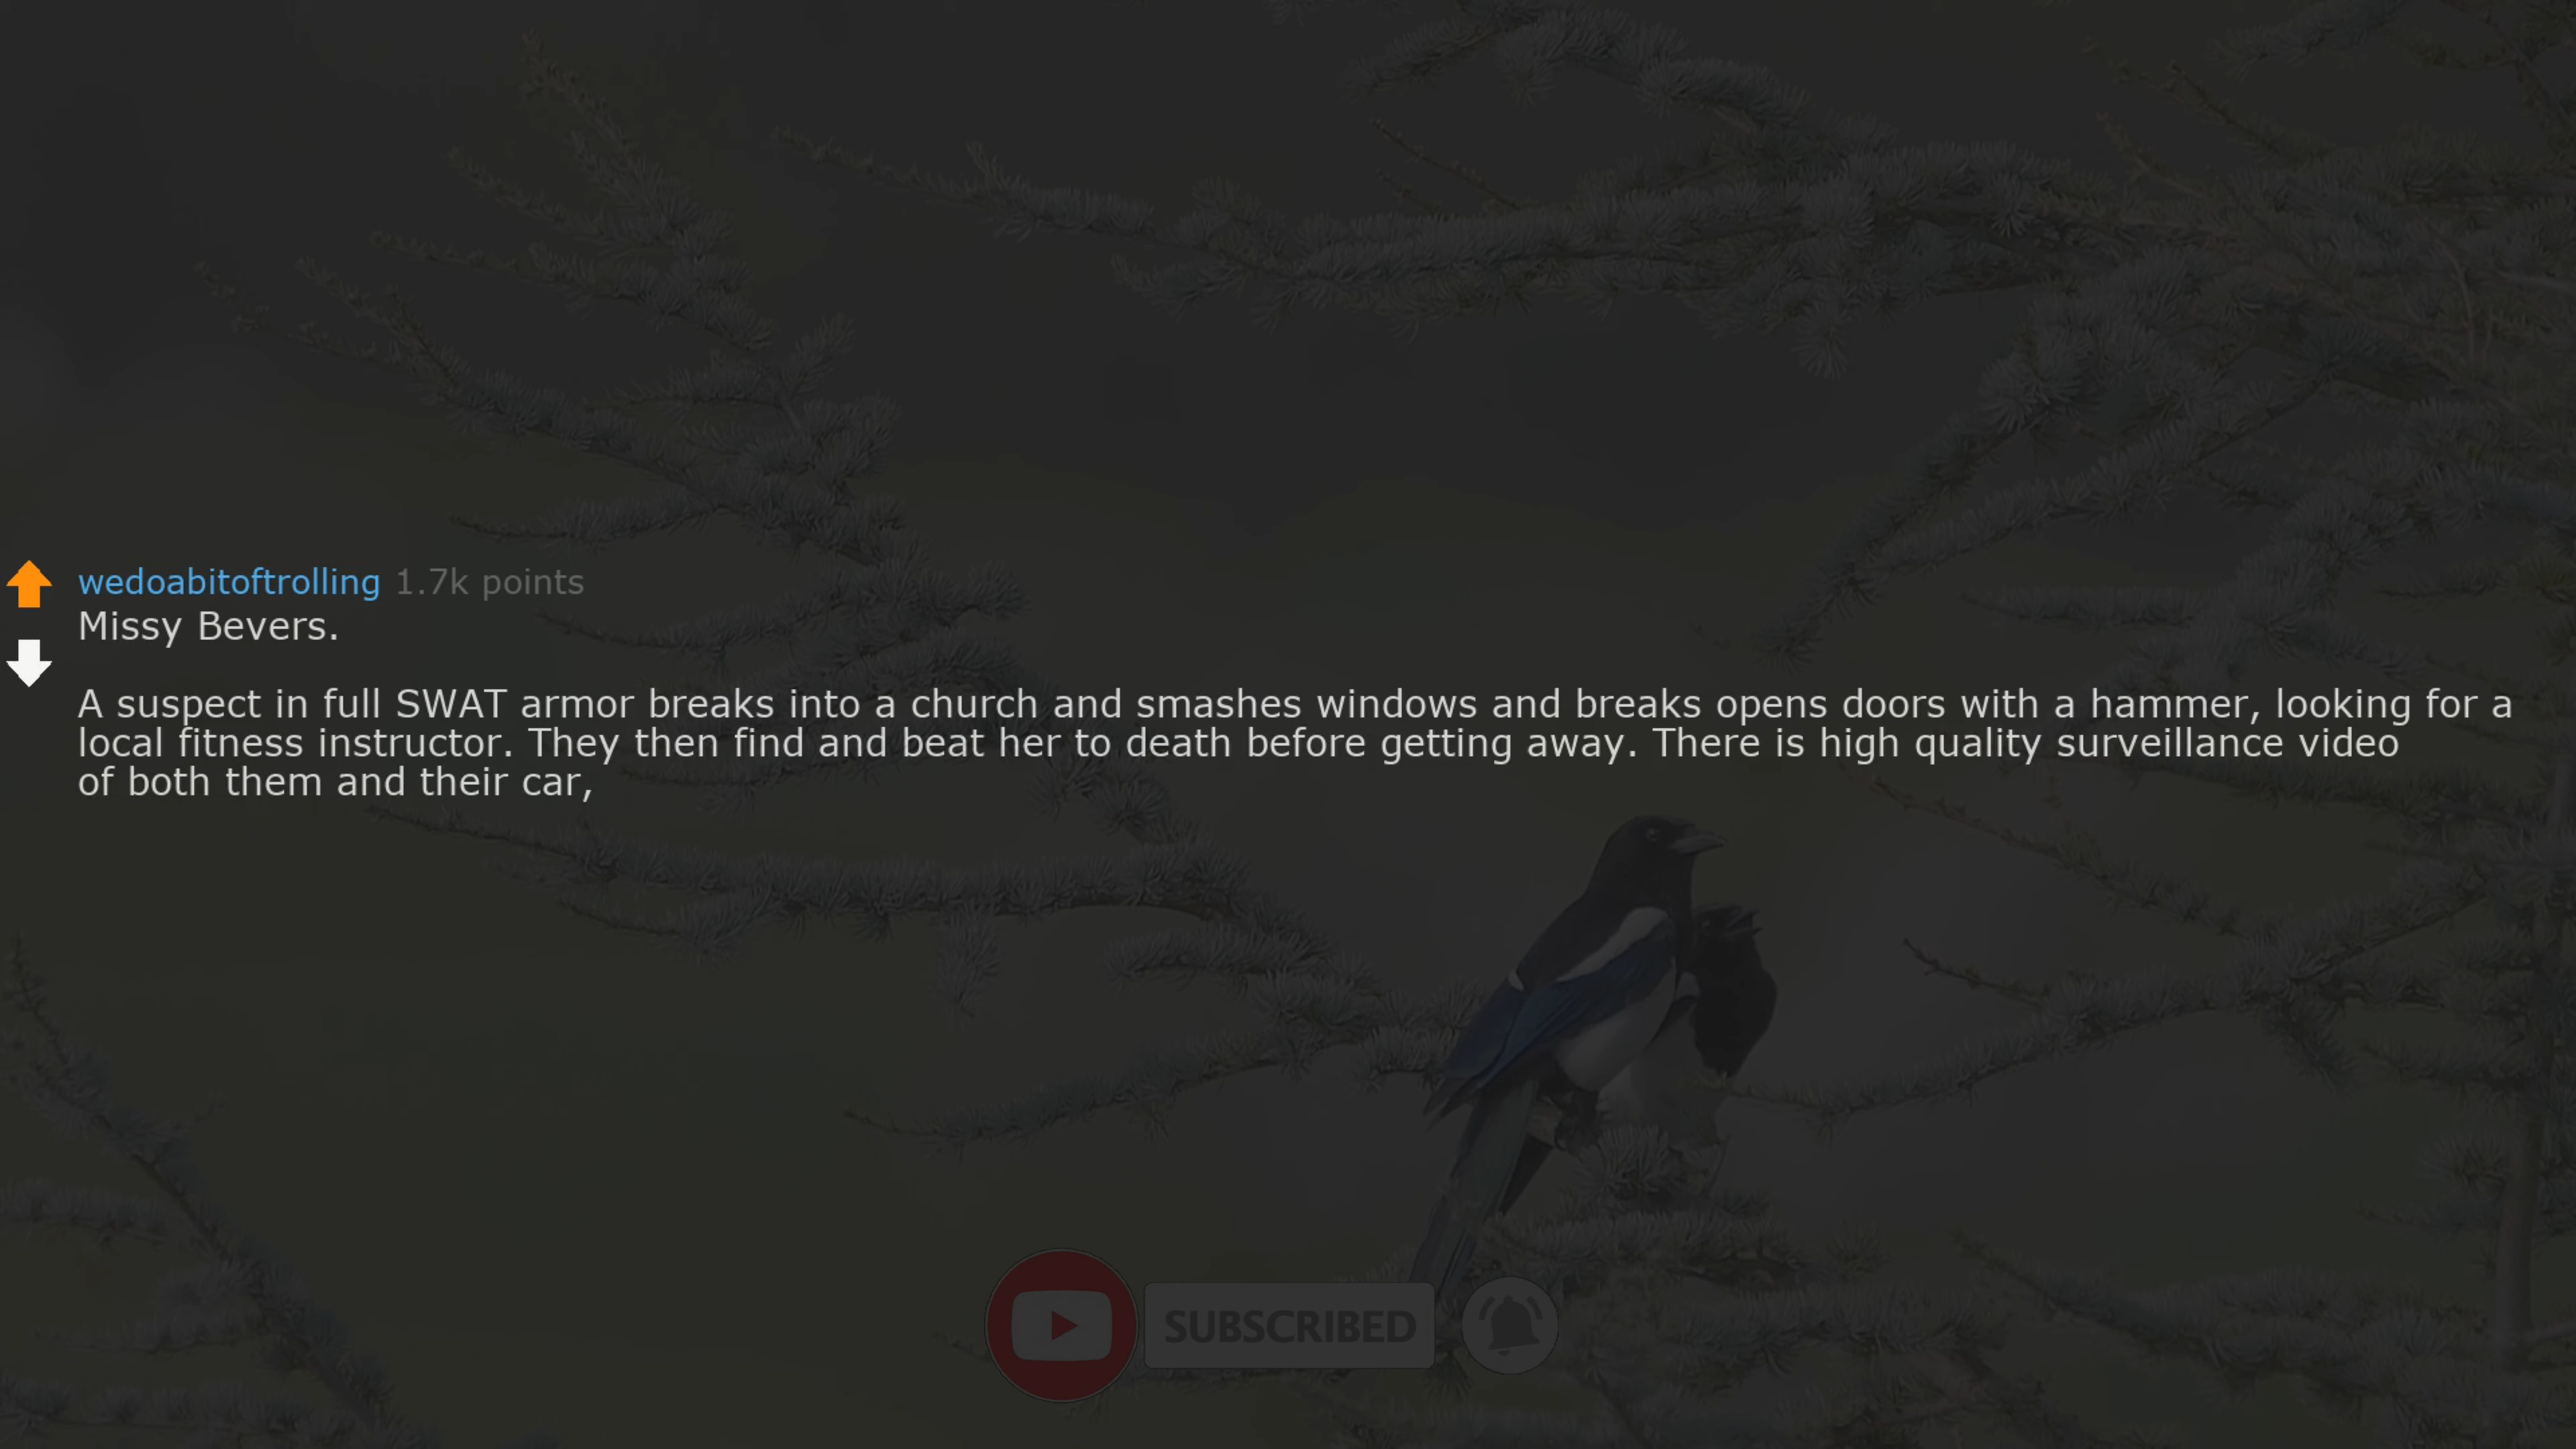 wedoabitoftrolling 1.7k points
Missy Bevers.
A suspect in full SWAT armor breaks into a church and smashes windows and breaks opens doors with a hammer, looking for a
local fitness instructor. They then find and beat her to death before getting away. There is high quality surveillance video
of both them and their car,
SUBSCRIBED